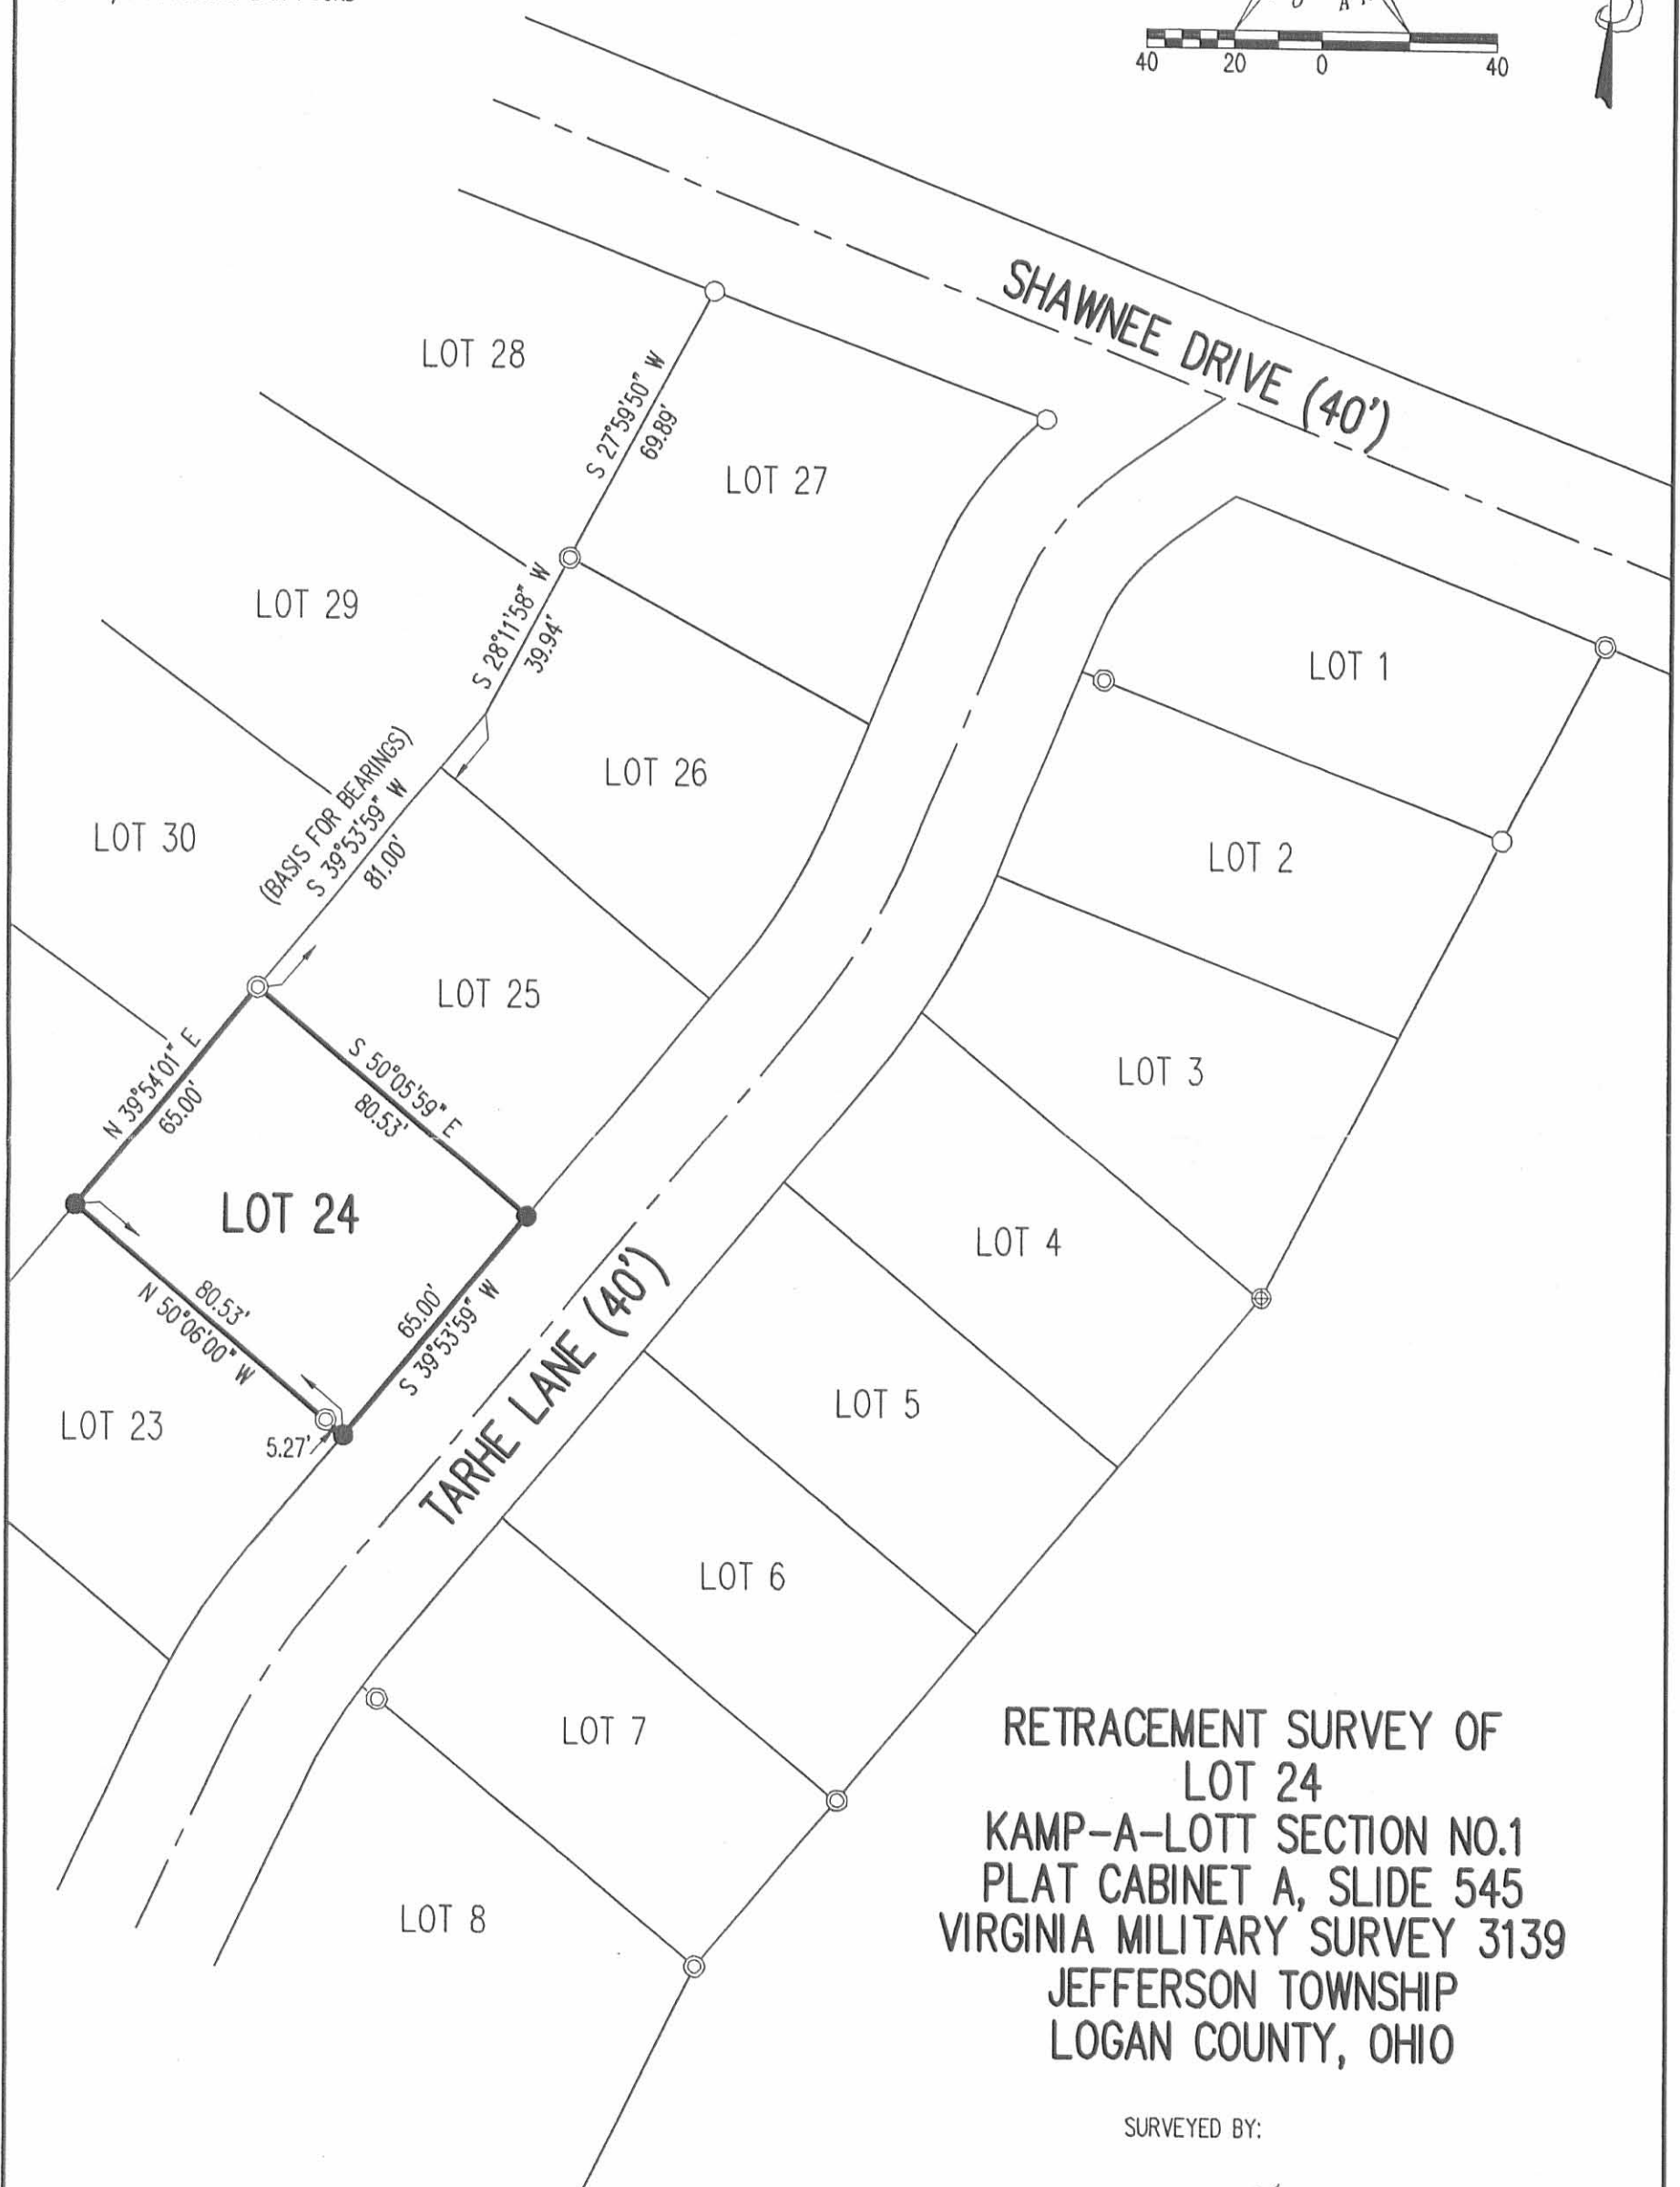 40 20 0 40
SHAWNEE DRIVE (40')
LOT 28
S 27°59'50" W
69.89'
LOT 27
S 28°11'58" W
39.94'
LOT 29
LOT 1
(BASIS FOR BEARINGS)
S 39°53'59" W
81.00'
LOT 26
LOT 30
LOT 2
LOT 25
N 39°54'01" E
65.00'
S 50°05'59" E
80.53'
LOT 3
LOT 24
LOT 4
80.53'
N 50°06'00" W
65.00'
S 39°53'59" W
TARHE LANE (40')
LOT 23
5.27'
LOT 5
LOT 6
LOT 7
LOT 8
RETRACEMENT SURVEY OF
LOT 24
KAMP-A-LOTT SECTION NO.1
PLAT CABINET A, SLIDE 545
VIRGINIA MILITARY SURVEY 3139
JEFFERSON TOWNSHIP
LOGAN COUNTY, OHIO
SURVEYED BY: